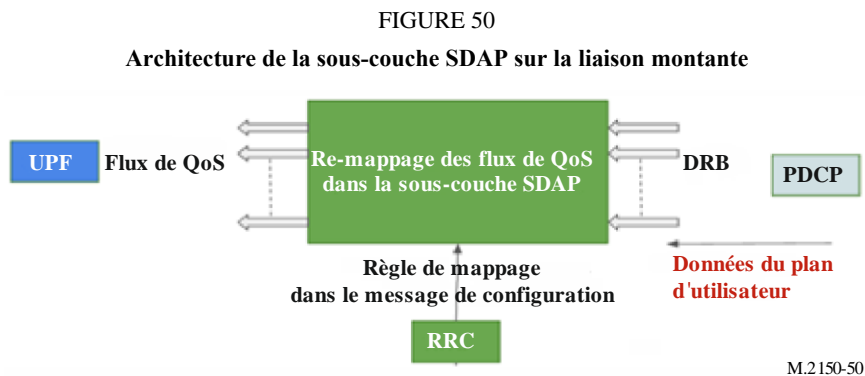 FIGURE 50
Architecture de la sous-couche SDAP sur la liaison montante
UPF
Flux de QoS
Re-mappage des flux de QoS
dans la sous-couche SDAP
DRB
PDCP
Règle de mappage
dans le message de configuration
Données du plan
d'utilisateur
RRC
M.2150-50